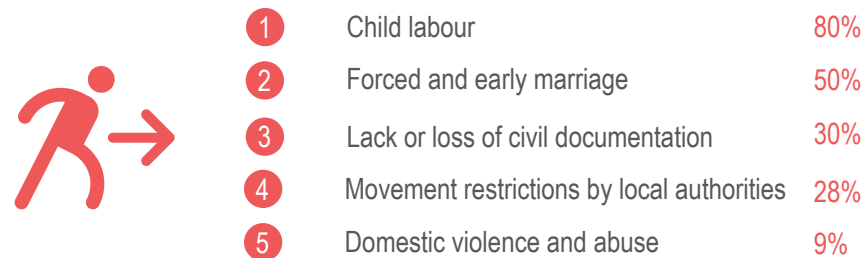 1 Child labour 80%
2 Forced and early marriage 50%
3 Lack or loss of civil documentation 30%
4 Movement restrictions by local authorities 28%
5 Domestic violence and abuse 9%